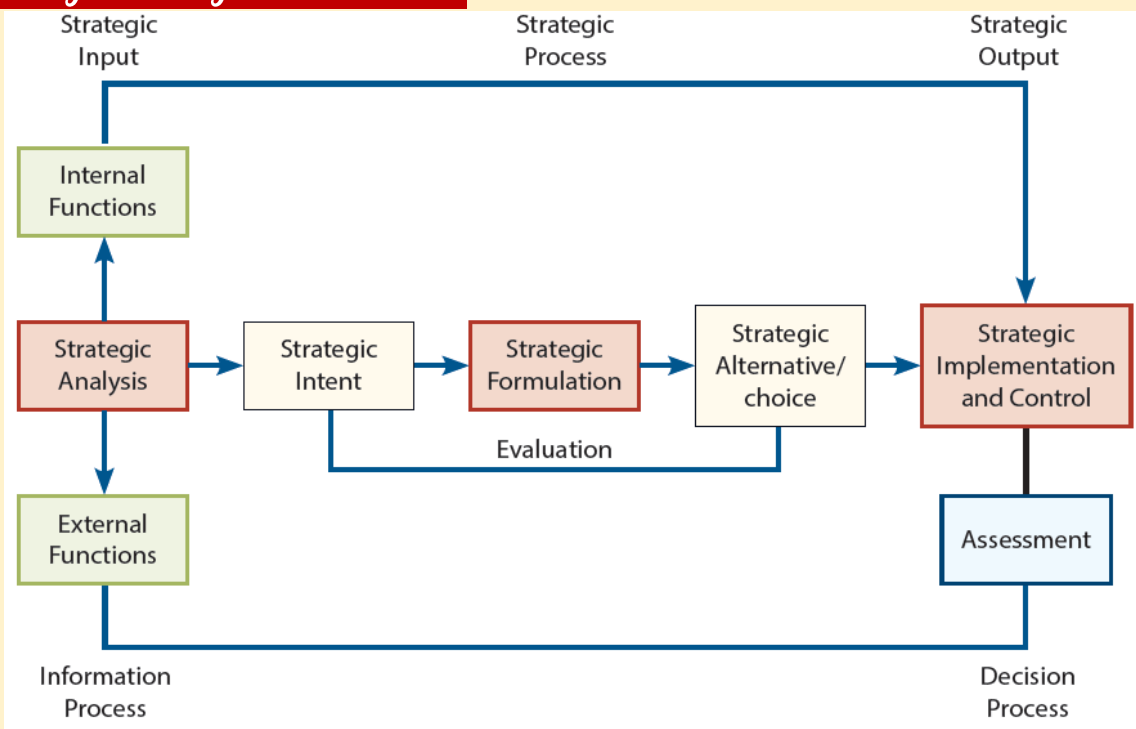 Strategic
Input
Strategic
Process
Strategic
Output
Internal
Functions
Strategic
Analysis
Strategic
Intent
Strategic
Formulation
Strategic
Alternative/
choice
Strategic
Implementation
and Control
Evaluation
External
Functions
Assessment
Information
Process
Decision
Process